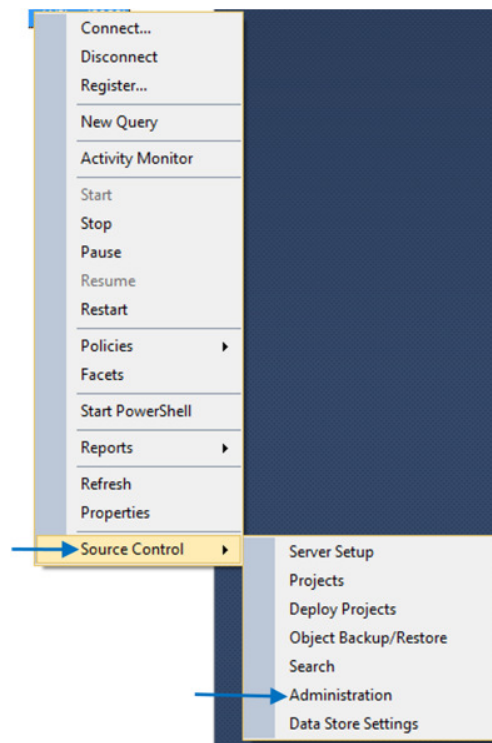 Connect...
Disconnect
Register...
New Query
Activity Monitor
Start
Stop
Pause
Resume
Restart
Policies
Facets
Start PowerShell
Reports
Refresh
Properties
Source Control
Server Setup
Projects
Deploy Projects
Object Backup/Restore
Search
Administration
Data Store Settings